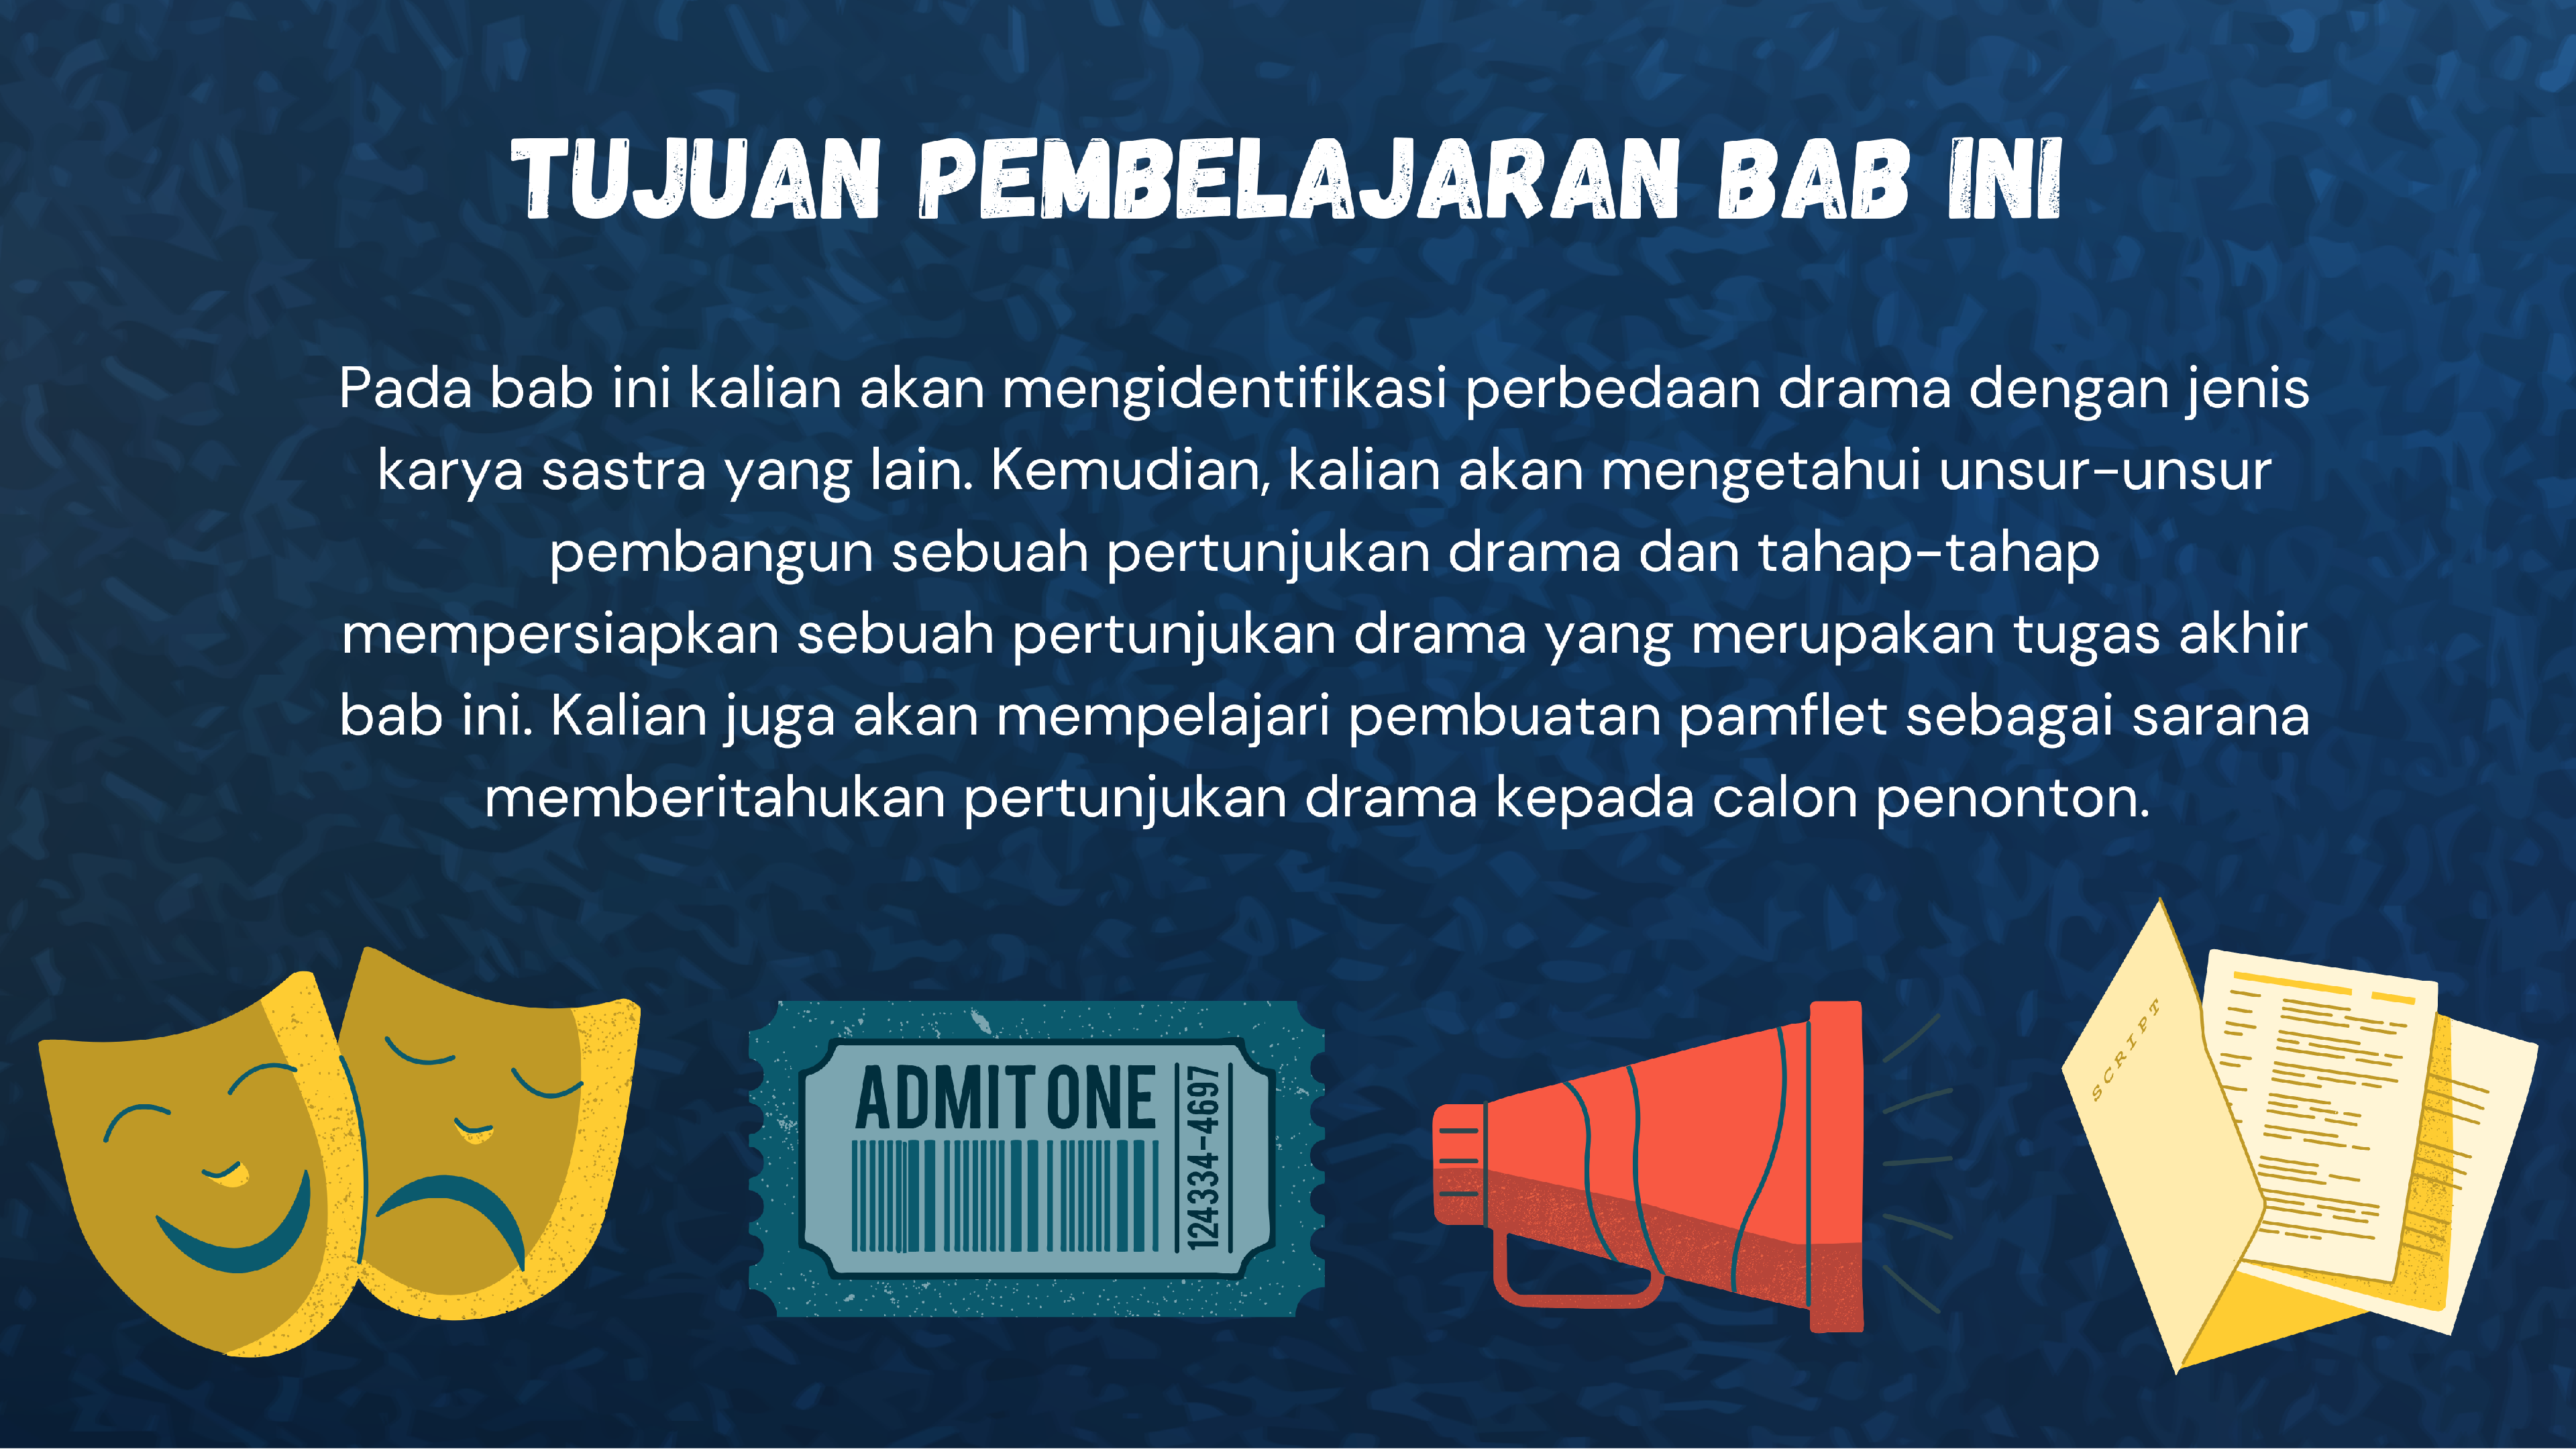 TUJUAN PEMBELAJARAN BAB INI
Pada bab ini kalian akan mengidentifikasi perbedaan drama dengan jenis
karya sastra yang lain. Kemudian, kalian akan mengetahui unsur-unsur
pembangun sebuah pertunjukan drama dan tahap-tahap
mempersiapkan sebuah pertunjukan drama yang merupakan tugas akhir
bab ini. Kalian juga akan mempelajari pembuatan pamflet sebagai sarana
memberitahukan pertunjukan drama kepada calon penonton.
ADMIT ONE
124334-4697
SCRIPT